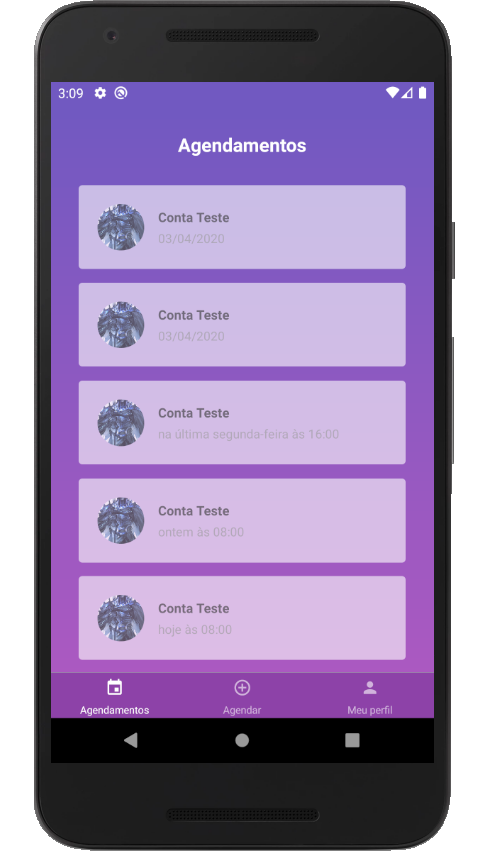 3:09
Agendamentos
Conta Teste
03/04/2020
Conta Teste
03/04/2020
Conta Teste
na última segunda-feira às 16:00
Conta Teste
ontem às 08:00
Conta Teste
hoje às 08:00
Agendamentos Agendar Meu perfil